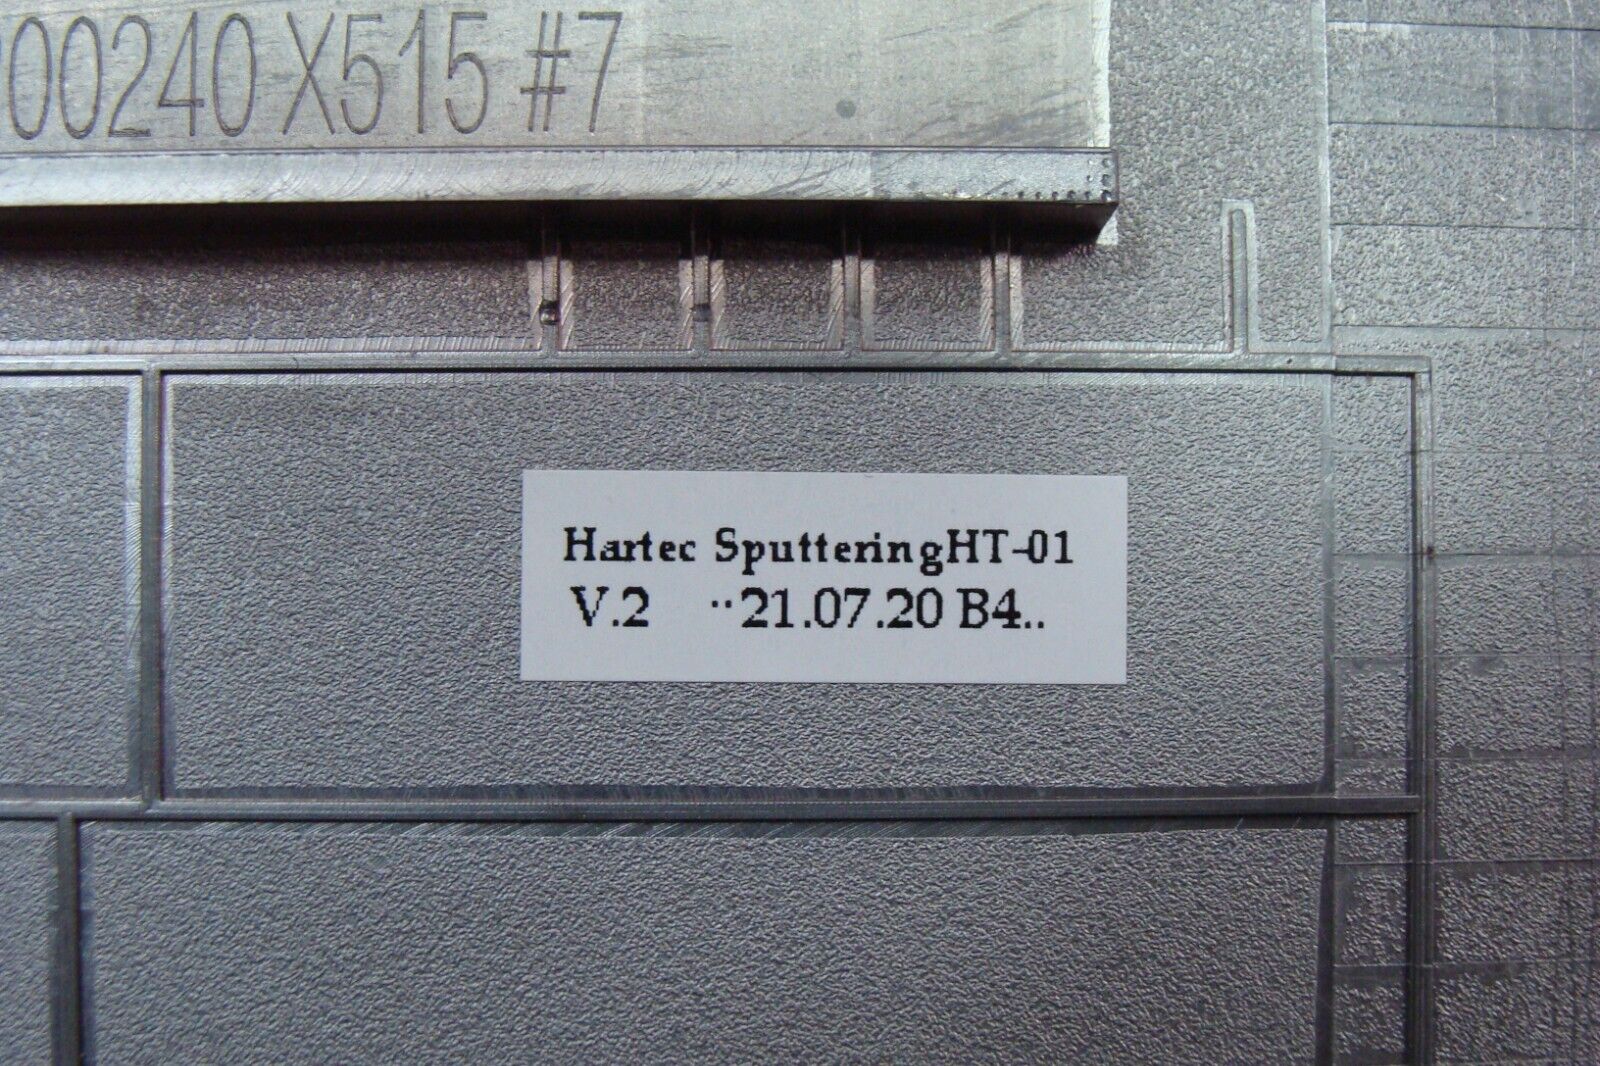 00240 X515 #7
Hartec SputteringHT-01
V.2 ··21.07.20 B4..